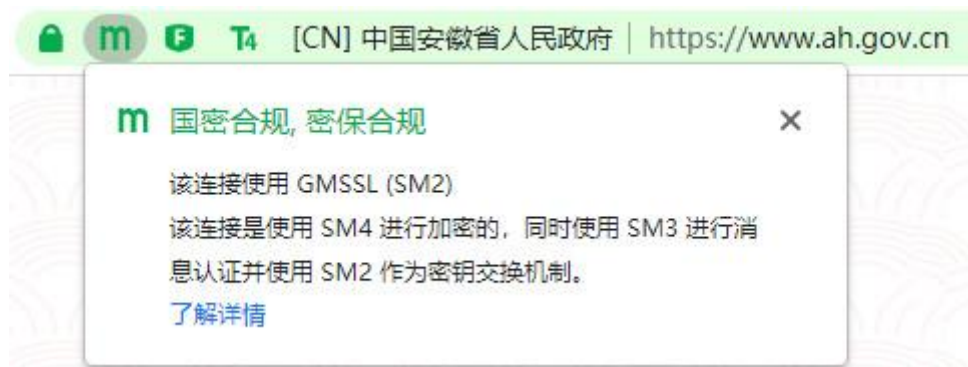 m F T4 [CN] 中国安徽省人民政府 | https://www.ah.gov.cn
m 国密合规, 密保合规 ×
该连接使用 GMSSL (SM2)
该连接是使用 SM4 进行加密的，同时使用 SM3 进行消
息认证并使用 SM2 作为密钥交换机制。
了解详情